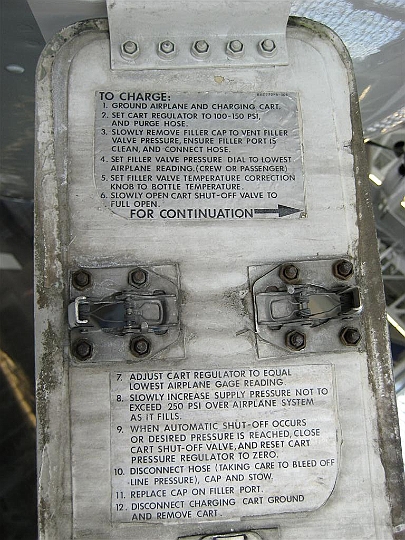 TO CHARGE:
1. GROUND AIRPLANE AND CHARGING CART.
2. SET CART REGULATOR TO 100-150 PSI,
AND PURGE HOSE.
3. SLOWLY REMOVE FILLER CAP TO VENT FILLER
VALVE PRESSURE, ENSURE FILLER PORT IS
CLEAN, AND CONNECT HOSE.
4. SET FILLER VALVE PRESSURE DIAL TO LOWEST
AIRPLANE READING. (CREW OR PASSENGER)
5. SET FILLER VALVE TEMPERATURE CORRECTION
KNOB TO BOTTLE TEMPERATURE.
6. SLOWLY OPEN CART SHUT-OFF VALVE TO
FULL OPEN.
FOR CONTINUATION
7. ADJUST CART REGULATOR TO EQUAL
LOWEST AIRPLANE GAGE READING.
8. SLOWLY INCREASE SUPPLY PRESSURE NOT TO
EXCEED 250 PSI OVER AIRPLANE SYSTEM
AS IT FILLS.
9. WHEN AUTOMATIC SHUT-OFF OCCURS
OR DESIRED PRESSURE IS REACHED, CLOSE
CART SHUT-OFF VALVE, AND RESET CART
PRESSURE REGULATOR TO ZERO.
10. DISCONNECT HOSE (TAKING CARE TO BLEED OFF
LINE PRESSURE), CAP AND STOW.
11. REPLACE CAP ON FILLER PORT.
12. DISCONNECT CHARGING CART GROUND
AND REMOVE CART.